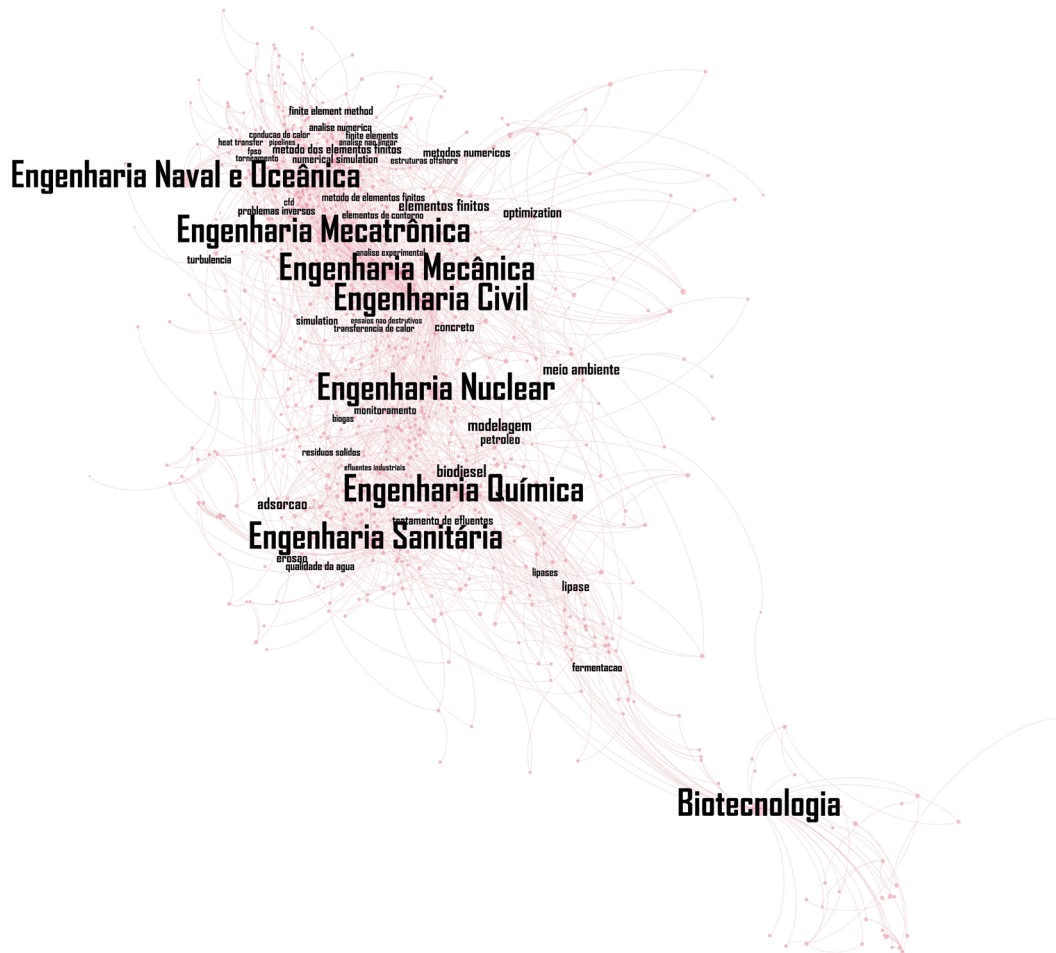 finite element method
analise numerica
conducao de calor
finite elements
heat transfer
pipelines
analise nao linear
fpso
metodo dos elementos finitos
metodos numericos
torneamento
numerical simulation
estruturas offshore
Engenharia Naval e Oceânica
metodo de elementos finitos
cfd
elementos finitos
problemas inversos
elementos de contorno
optimization
Engenharia Mecatrônica
analise experimental
turbulencia
Engenharia Mecânica
Engenharia Civil
simulation
ensaios nao destrutivos
transferencia de calor
concreto
meio ambiente
Engenharia Nuclear
monitoramento
biogas
modelagem
petroleo
residuos solidos
efluentes industriais
biodiesel
Engenharia Química
adsorcao
tratamento de efluentes
Engenharia Sanitária
erosao
qualidade da agua
lipases
lipase
fermentacao
Biotecnologia